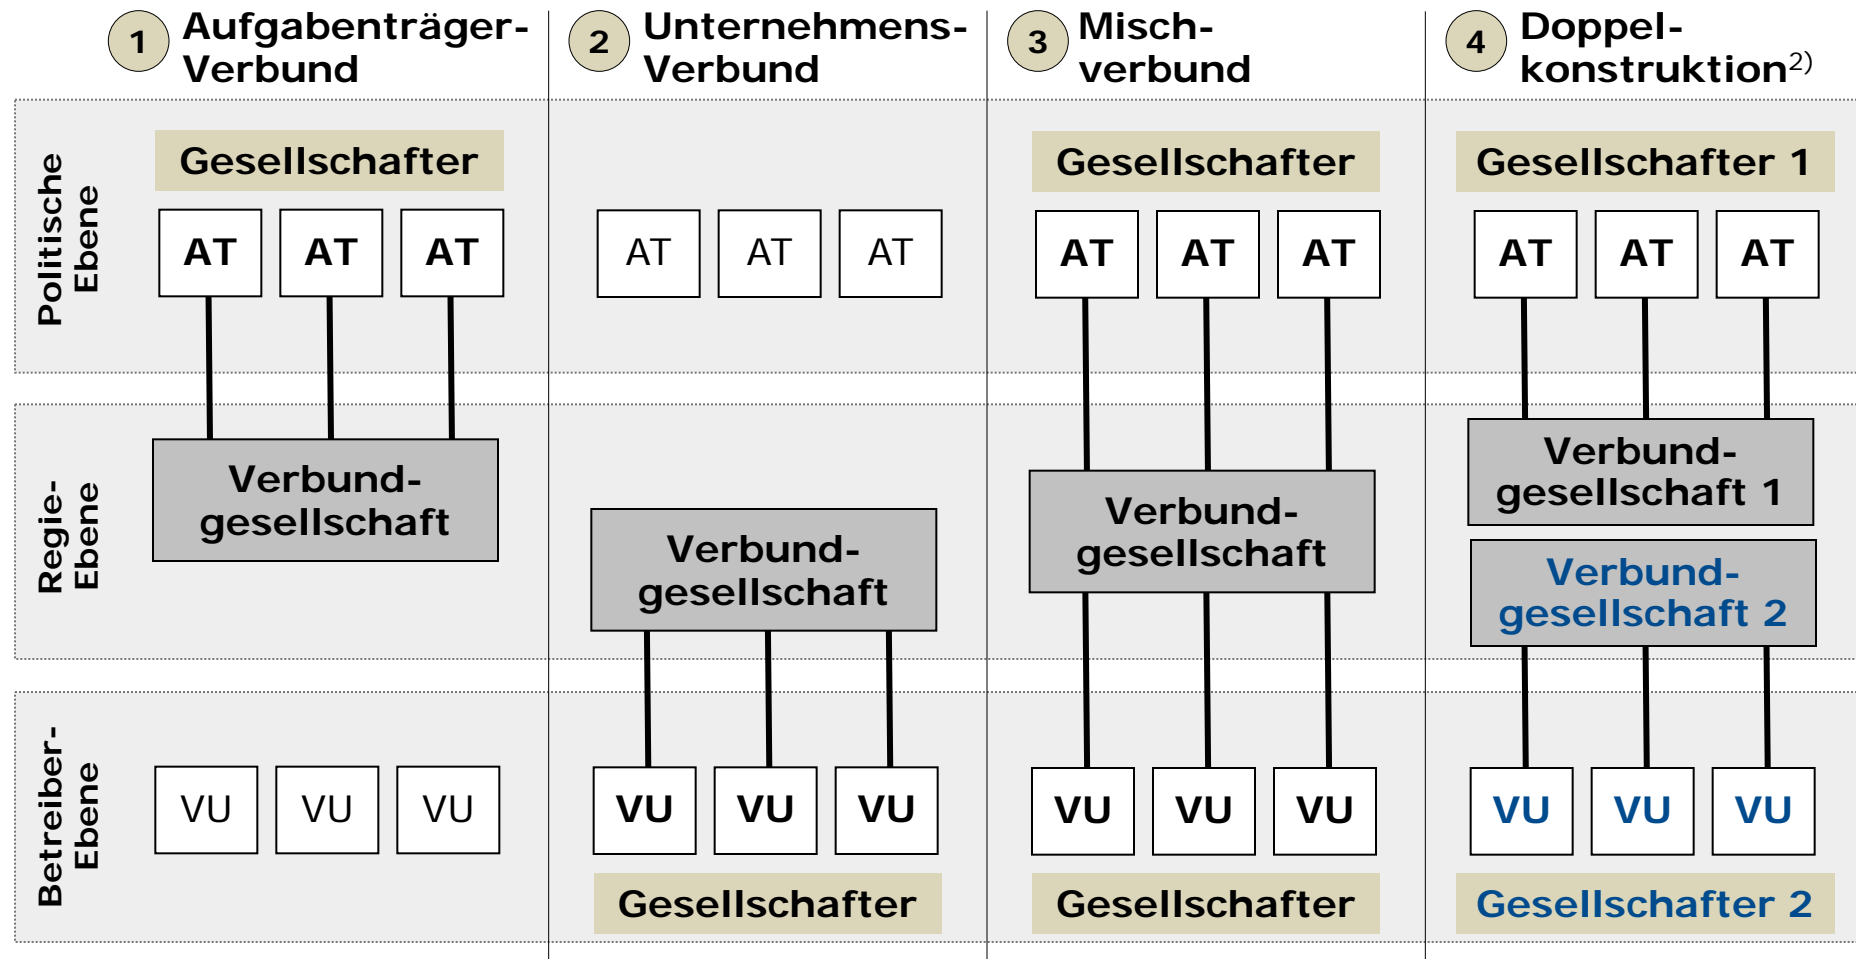 1 Aufgabenträger-
Verbund
2 Unternehmens-
Verbund
3 Misch-
verbund
4 Doppel-
konstruktion2)
Politische
Ebene
Gesellschafter
AT AT AT
AT AT AT
Gesellschafter
AT AT AT
Gesellschafter 1
AT AT AT
Regie-
Ebene
Verbund-
gesellschaft
Verbund-
gesellschaft
Verbund-
gesellschaft
Verbund-
gesellschaft 1
Verbund-
gesellschaft 2
Betreiber-
Ebene
VU VU VU
VU VU VU
Gesellschafter
VU VU VU
Gesellschafter
VU VU VU
Gesellschafter 2